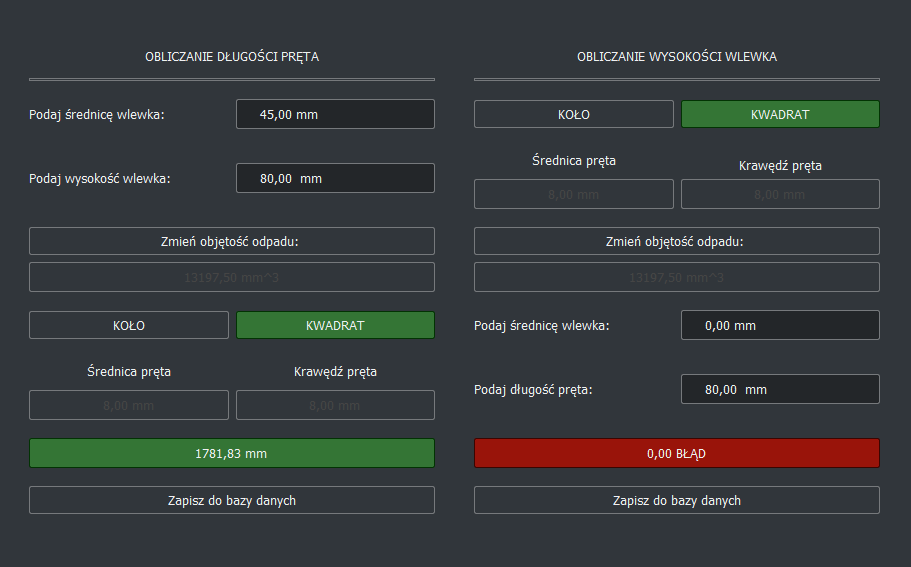 OBLICZANIE DŁUGOŚCI PRĘTA
Podaj średnicę wlewka:
45,00 mm
Podaj wysokość wlewka:
80,00 mm
Zmień objętość odpadu:
13197,50 mm^3
KOŁO
KWADRAT
Średnica pręta
Krawędź pręta
8,00 mm
8,00 mm
1781,83 mm
Zapisz do bazy danych
OBLICZANIE WYSOKOŚCI WLEWKA
KOŁO
KWADRAT
Średnica pręta
Krawędź pręta
8,00 mm
8,00 mm
Zmień objętość odpadu:
13197,50 mm^3
Podaj średnicę wlewka:
0,00 mm
Podaj długość pręta:
80,00 mm
0,00 BŁĄD
Zapisz do bazy danych